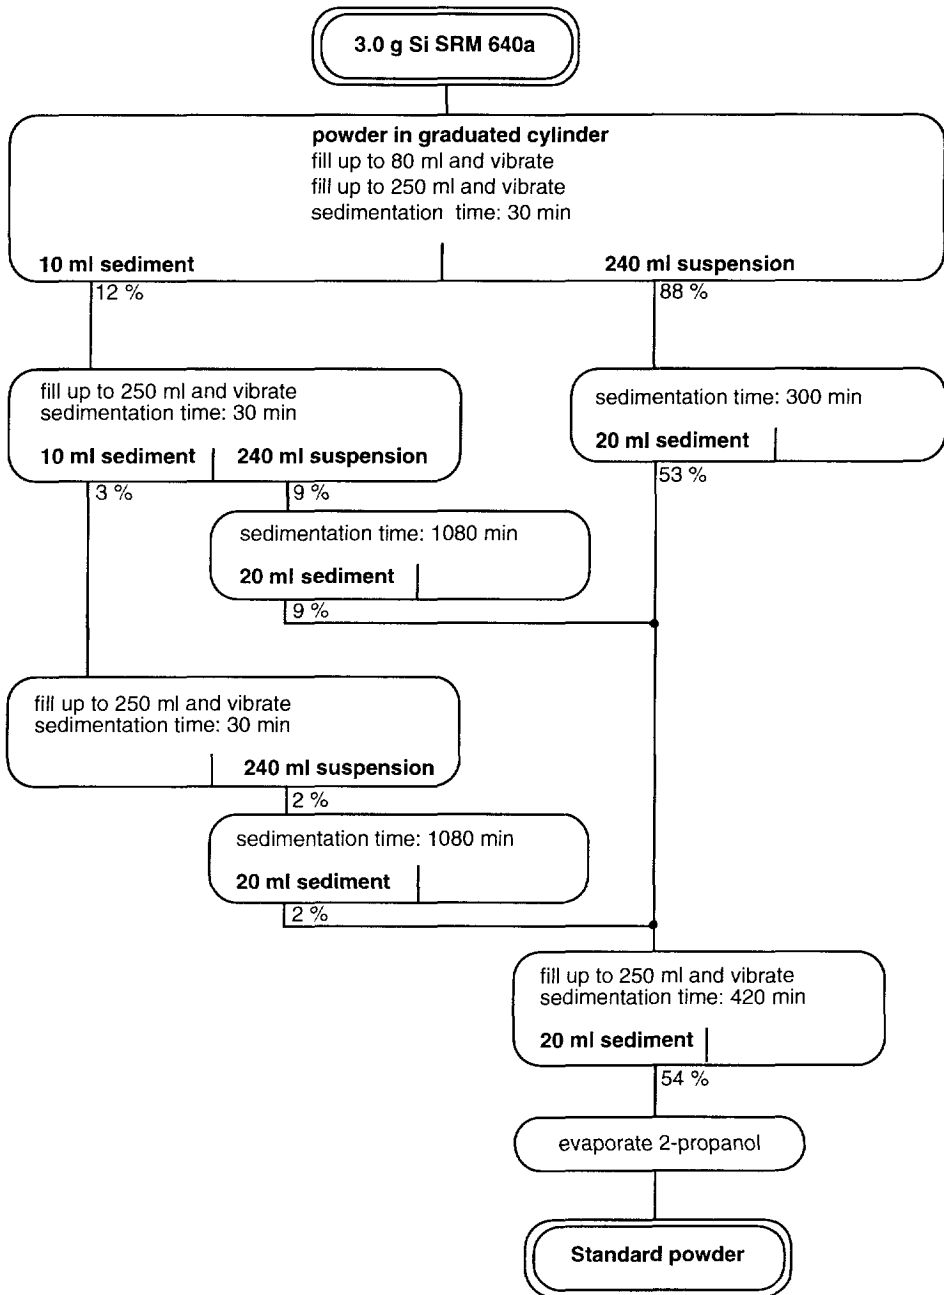 3.0 g Si SRM 640a
powder in graduated cylinder
fill up to 80 ml and vibrate
fill up to 250 ml and vibrate
sedimentation time: 30 min
10 ml sediment
240 ml suspension
12 %
88 %
fill up to 250 ml and vibrate
sedimentation time: 30 min
10 ml sediment
240 ml suspension
3 %
9 %
sedimentation time: 300 min
20 ml sediment
53 %
sedimentation time: 1080 min
20 ml sediment
9 %
fill up to 250 ml and vibrate
sedimentation time: 30 min
240 ml suspension
2 %
sedimentation time: 1080 min
20 ml sediment
2 %
fill up to 250 ml and vibrate
sedimentation time: 420 min
20 ml sediment
54 %
evaporate 2-propanol
Standard powder